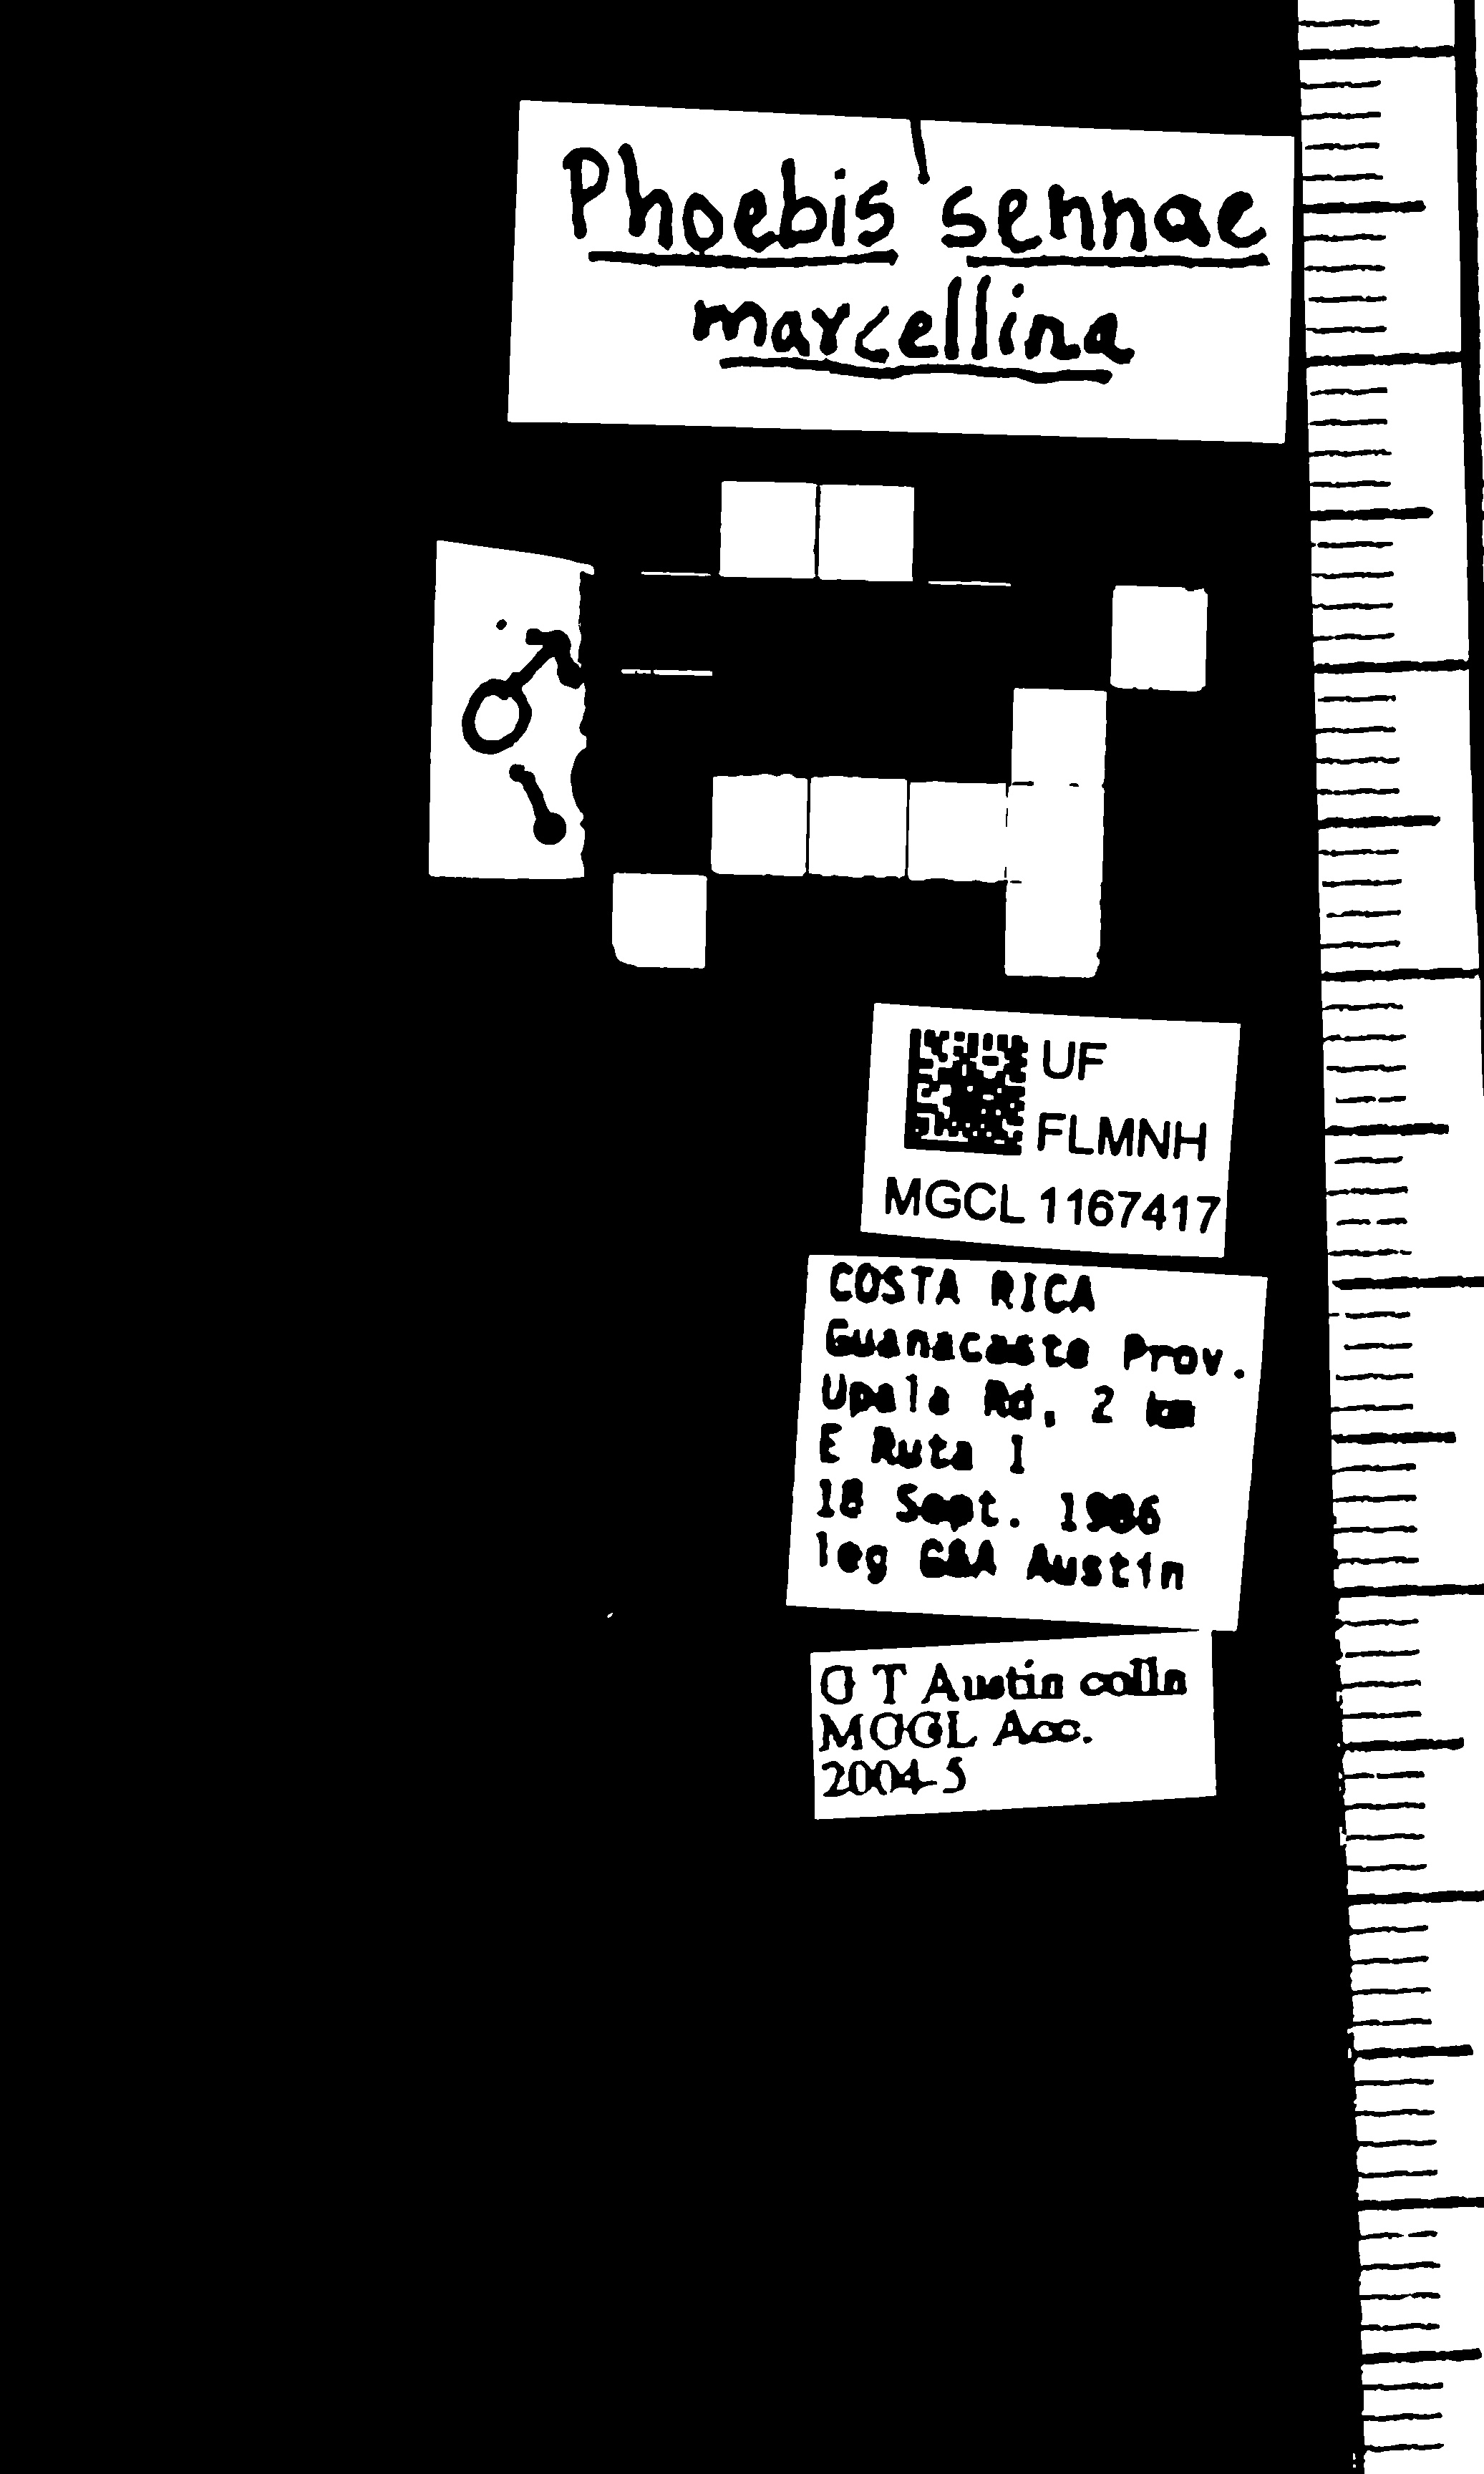 Phoebis sennae
marcellina
♂
UF
FLMNH
MGCL 1167417
COSTA RICA
Guanacaste Prov.
Upala Rd, 2 km
E Ruta 1
18 Sept. 1986
leg G&A Austin
G T Austin colln
MGCL Acc.
2004-5